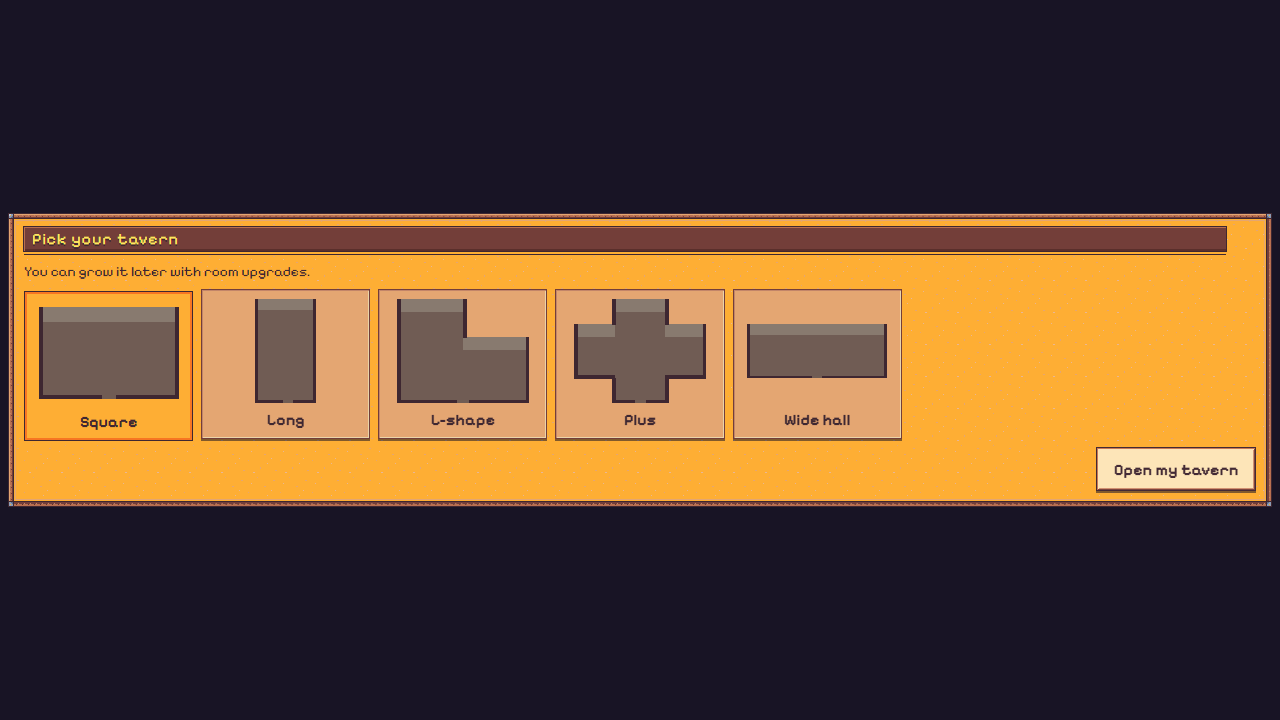 Pick your tavern
You can grow it later with room upgrades.
Square
Long
L-shape
Plus
Wide hall
Open my tavern